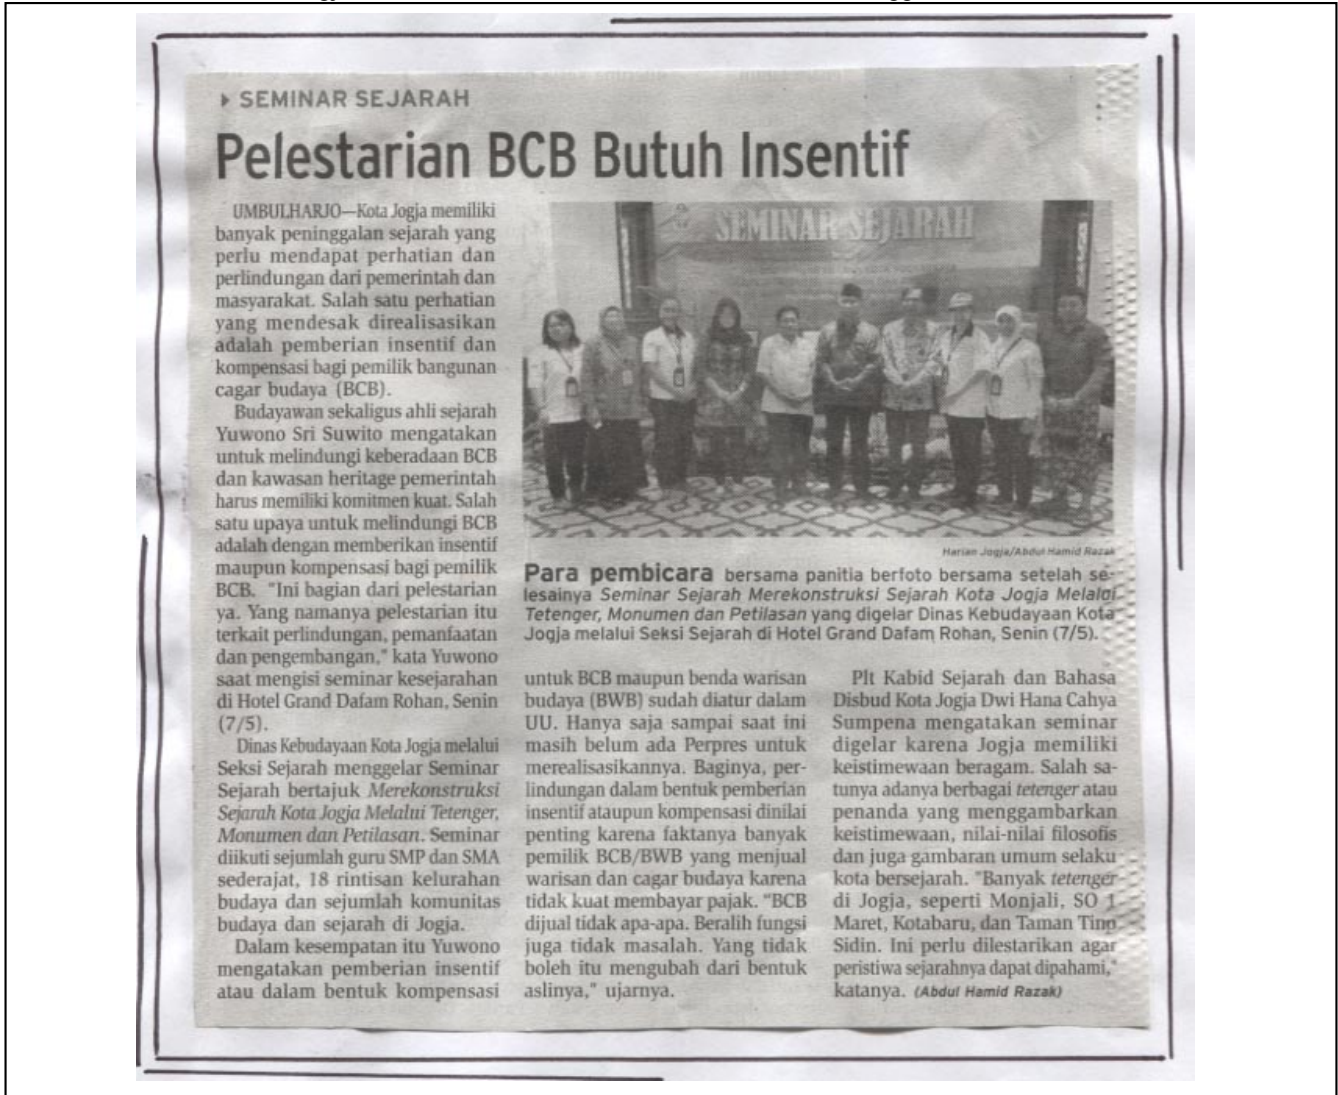 SEMINAR SEJARAH
Pelestarian BCB Butuh Insentif
UMBULHARJO—Kota Jogja memiliki
banyak peninggalan sejarah yang
perlu mendapat perhatian dan
perlindungan dari pemerintah dan
masyarakat. Salah satu perhatian
yang mendesak direalisasikan
adalah pemberian insentif dan
kompensasi bagi pemilik bangunan
cagar budaya (BCB).
Budayawan sekaligus ahli sejarah
Yuwono Sri Suwito mengatakan
untuk melindungi keberadaan BCB
dan kawasan heritage pemerintah
harus memiliki komitmen kuat. Salah
satu upaya untuk melindungi BCB
adalah dengan memberikan insentif
maupun kompensasi bagi pemilik
BCB. "Ini bagian dari pelestarian
ya. Yang namanya pelestarian itu
terkait perlindungan, pemanfaatan
dan pengembangan," kata Yuwono
saat mengisi seminar kesejarahan
di Hotel Grand Dafam Rohan, Senin
(7/5).
Dinas Kebudayaan Kota Jogja melalui
Seksi Sejarah menggelar Seminar
Sejarah bertajuk Merekonstruksi
Sejarah Kota Jogja Melalui Tetenger,
Monumen dan Petilasan. Seminar
diikuti sejumlah guru SMP dan SMA
sederajat, 18 rintisan kelurahan
budaya dan sejumlah komunitas
budaya dan sejarah di Jogja.
Dalam kesempatan itu Yuwono
mengatakan pemberian insentif
atau dalam bentuk kompensasi
SEMINAR SEJARAH
Harian Jogja/Abdul Hamid Razak
Para pembicara bersama panitia berfoto bersama setelah se-
lesainya Seminar Sejarah Merekonstruksi Sejarah Kota Jogja Melalui
Tetenger, Monumen dan Petilasan yang digelar Dinas Kebudayaan Kota
Jogja melalui Seksi Sejarah di Hotel Grand Dafam Rohan, Senin (7/5).
untuk BCB maupun benda warisan
budaya (BWB) sudah diatur dalam
UU. Hanya saja sampai saat ini
masih belum ada Perpres untuk
merealisasikannya. Baginya, per-
lindungan dalam bentuk pemberian
insentif ataupun kompensasi dinilai
penting karena faktanya banyak
pemilik BCB/BWB yang menjual
warisan dan cagar budaya karena
tidak kuat membayar pajak. "BCB
dijual tidak apa-apa. Beralih fungsi
juga tidak masalah. Yang tidak
boleh itu mengubah dari bentuk
aslinya," ujarnya.
Plt Kabid Sejarah dan Bahasa
Disbud Kota Jogja Dwi Hana Cahya
Sumpena mengatakan seminar
digelar karena Jogja memiliki
keistimewaan beragam. Salah sa-
tunya adanya berbagai tetenger atau
penanda yang menggambarkan
keistimewaan, nilai-nilai filosofis
dan juga gambaran umum selaku
kota bersejarah. "Banyak tetenger
di Jogja, seperti Monjali, SO 1
Maret, Kotabaru, dan Taman Tino
Sidin. Ini perlu dilestarikan agar
peristiwa sejarahnya dapat dipahami,"
katanya. (Abdul Hamid Razak)